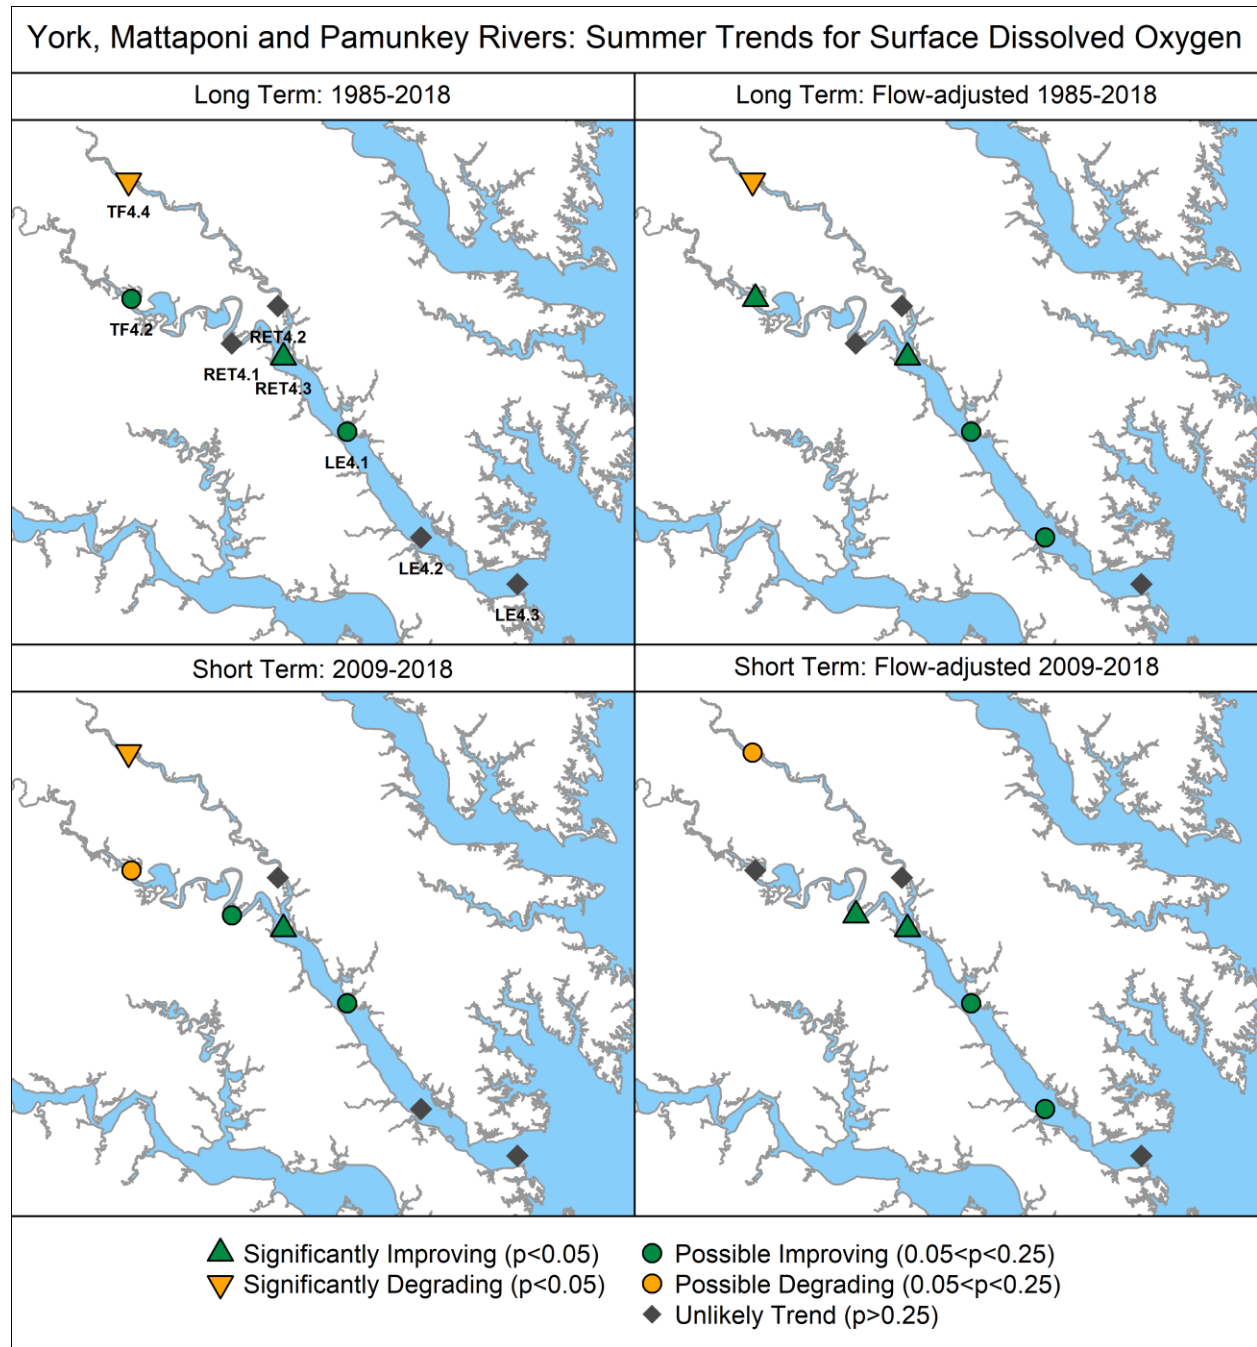 York, Mattaponi and Pamunkey Rivers: Summer Trends for Surface Dissolved Oxygen
Long Term: 1985-2018
Long Term: Flow-adjusted 1985-2018
TF4.4
TF4.2
RET4.2
RET4.1
RET4.3
LE4.1
LE4.2
LE4.3
Short Term: 2009-2018
Short Term: Flow-adjusted 2009-2018
Significantly Improving (p<0.05)
Possible Improving (0.05<p<0.25)
Significantly Degrading (p<0.05)
Possible Degrading (0.05<p<0.25)
Unlikely Trend (p>0.25)